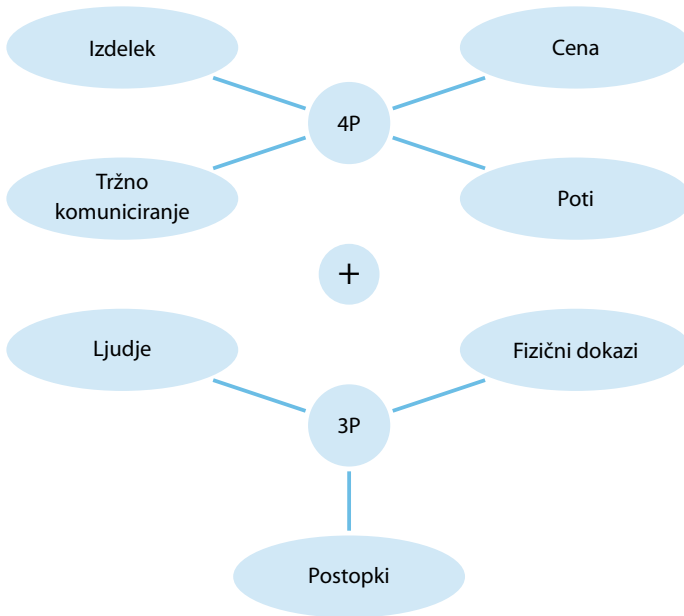 Izdelek
Cena
4P
Tržno
komuniciranje
Poti
+
Ljudje
Fizični dokazi
3P
Postopki